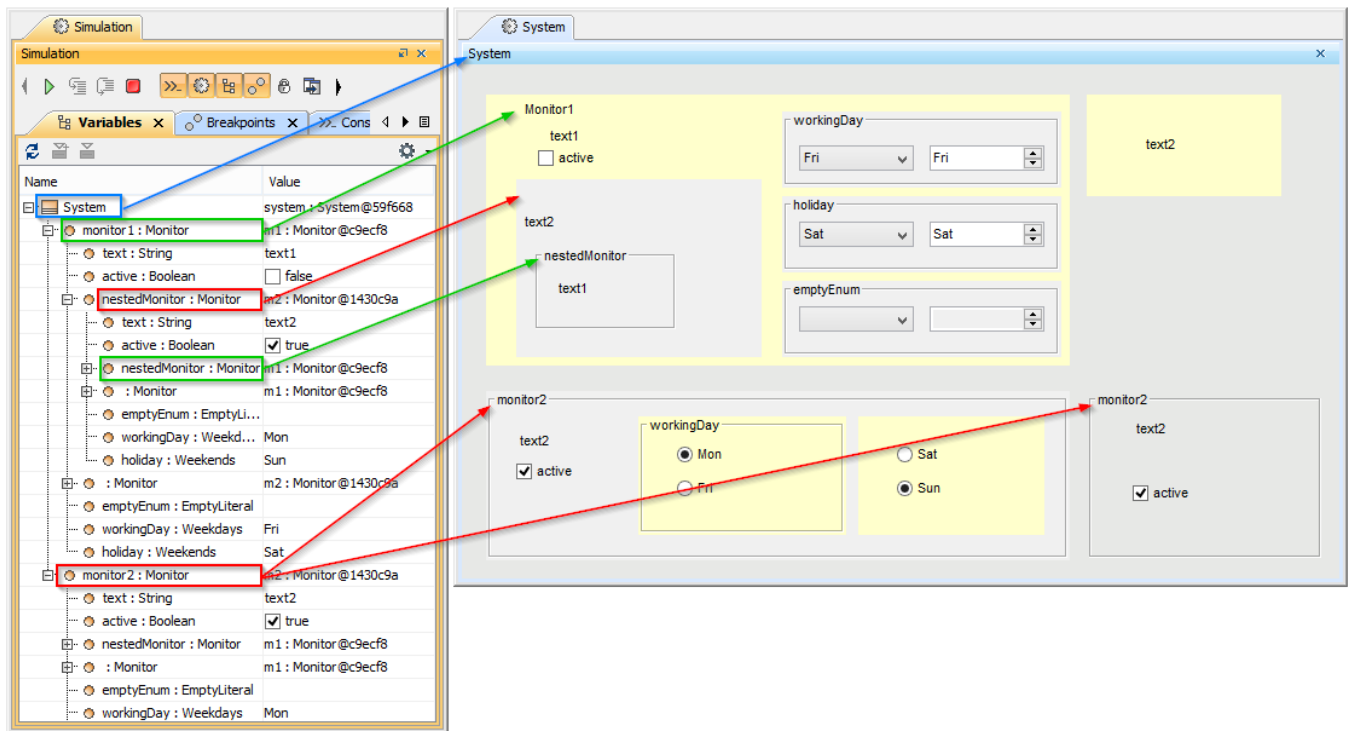 Simulation
Simulation
Variables
Breakpoints
Cons
Name Value
System system : System@59f668
monitor1 : Monitor m1 : Monitor@c9ecf8
text : String text1
active : Boolean false
nestedMonitor : Monitor m2 : Monitor@1430c9a
text : String text2
active : Boolean true
nestedMonitor : Monitor m1 : Monitor@c9ecf8
: Monitor m1 : Monitor@c9ecf8
emptyEnum : EmptyLi...
workingDay : Weekd... Mon
holiday : Weekends Sun
: Monitor m2 : Monitor@1430c9a
emptyEnum : EmptyLiteral
workingDay : Weekdays Fri
holiday : Weekends Sat
monitor2 : Monitor m2 : Monitor@1430c9a
text : String text2
active : Boolean true
nestedMonitor : Monitor m1 : Monitor@c9ecf8
: Monitor m1 : Monitor@c9ecf8
emptyEnum : EmptyLiteral
workingDay : Weekdays Mon
System
System
Monitor1
text1
active
text2
nestedMonitor
text1
workingDay
Fri Fri
holiday
Sat Sat
emptyEnum
text2
monitor2
text2
active
workingDay
Mon
Fri
Sat
Sun
monitor2
text2
active